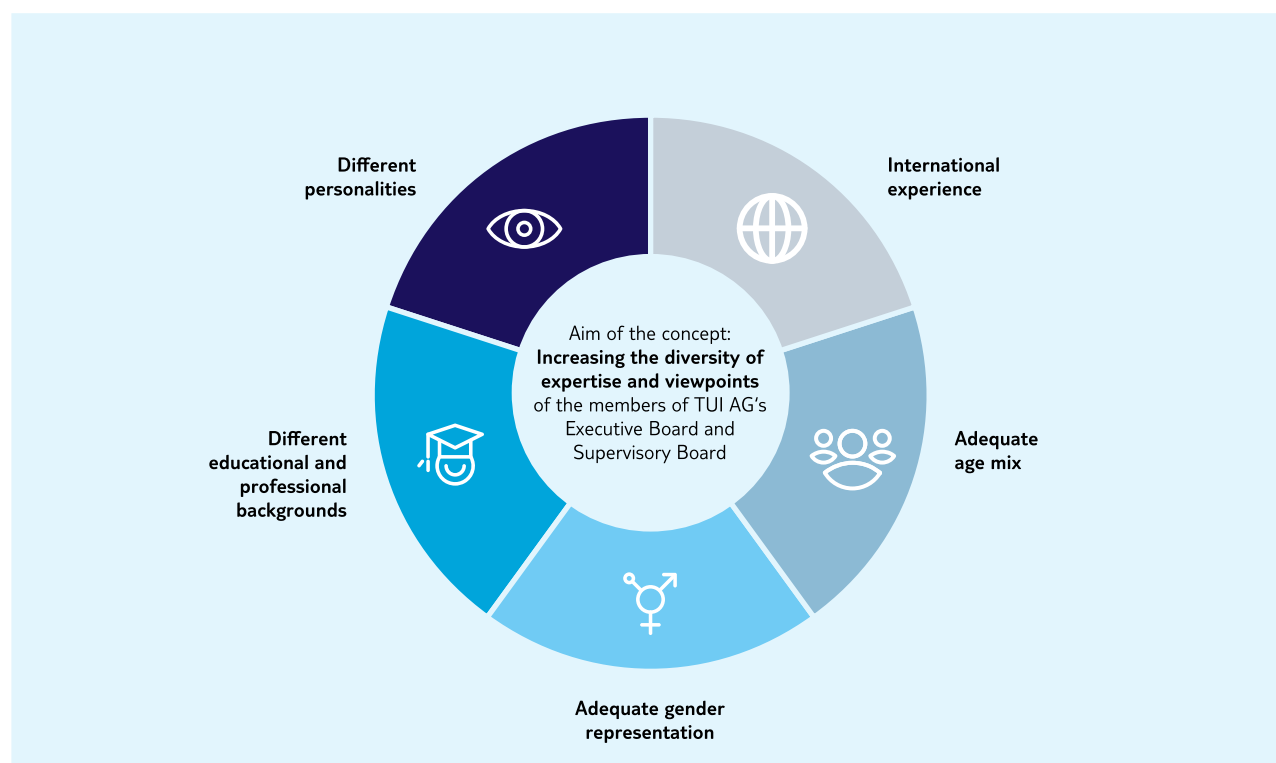 Different
personalities
International
experience
Aim of the concept:
Increasing the diversity of
expertise and viewpoints
of the members of TUI AG’s
Executive Board and
Supervisory Board
Different
educational and
professional
backgrounds
Adequate
age mix
Adequate gender
representation